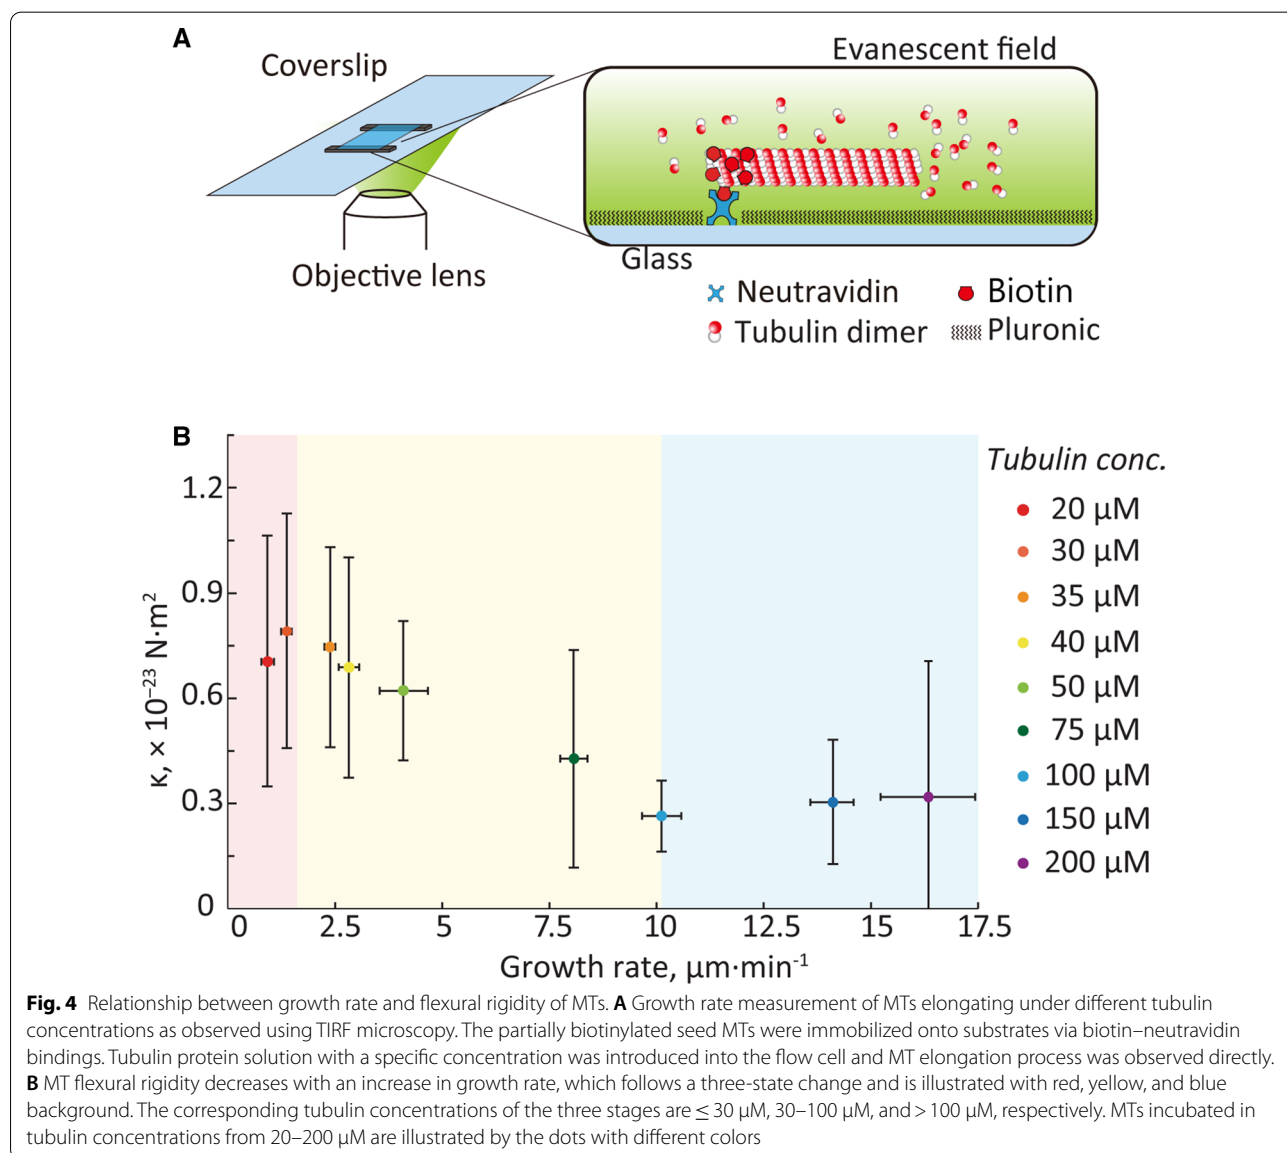 A
Coverslip
Evanescent field
Objective lens
Glass
Neutravidin
Biotin
Tubulin dimer
Pluronic
B
κ, × 10⁻²³ N·m²
1.2
0.9
0.6
0.3
0
0 2.5 5 7.5 10 12.5 15 17.5
Growth rate, μm·min⁻¹
Tubulin conc.
20 μM
30 μM
35 μM
40 μM
50 μM
75 μM
100 μM
150 μM
200 μM
Fig. 4 Relationship between growth rate and flexural rigidity of MTs. A Growth rate measurement of MTs elongating under different tubulin
concentrations as observed using TIRF microscopy. The partially biotinylated seed MTs were immobilized onto substrates via biotin–neutravidin
bindings. Tubulin protein solution with a specific concentration was introduced into the flow cell and MT elongation process was observed directly.
B MT flexural rigidity decreases with an increase in growth rate, which follows a three-state change and is illustrated with red, yellow, and blue
background. The corresponding tubulin concentrations of the three stages are ≤ 30 μM, 30–100 μM, and > 100 μM, respectively. MTs incubated in
tubulin concentrations from 20–200 μM are illustrated by the dots with different colors